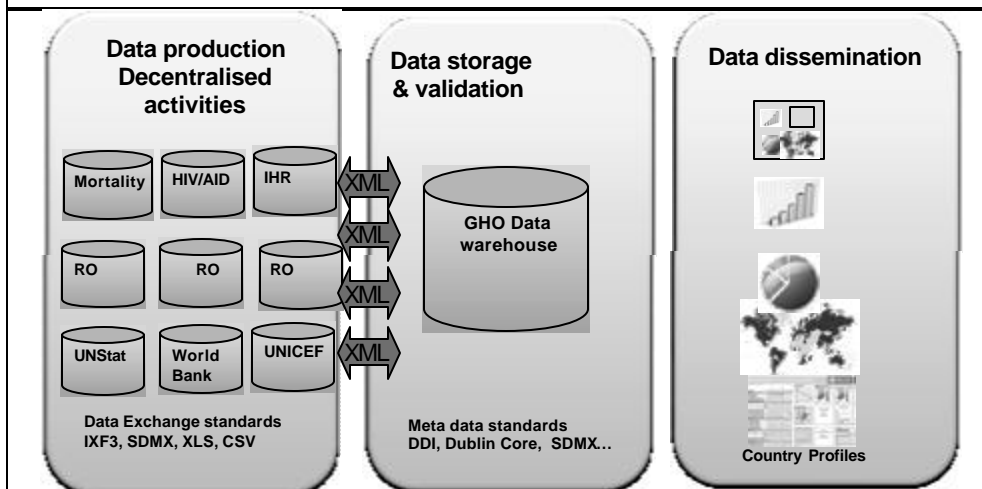 Data production
Decentralised
activities
Mortality
HIV/AID
IHR
RO
RO
RO
UNStat
World
Bank
UNICEF
Data Exchange standards
IXF3, SDMX, XLS, CSV
XML
XML
XML
XML
Data storage
& validation
GHO Data
warehouse
Meta data standards
DDI, Dublin Core, SDMX...
Data dissemination
Country Profiles